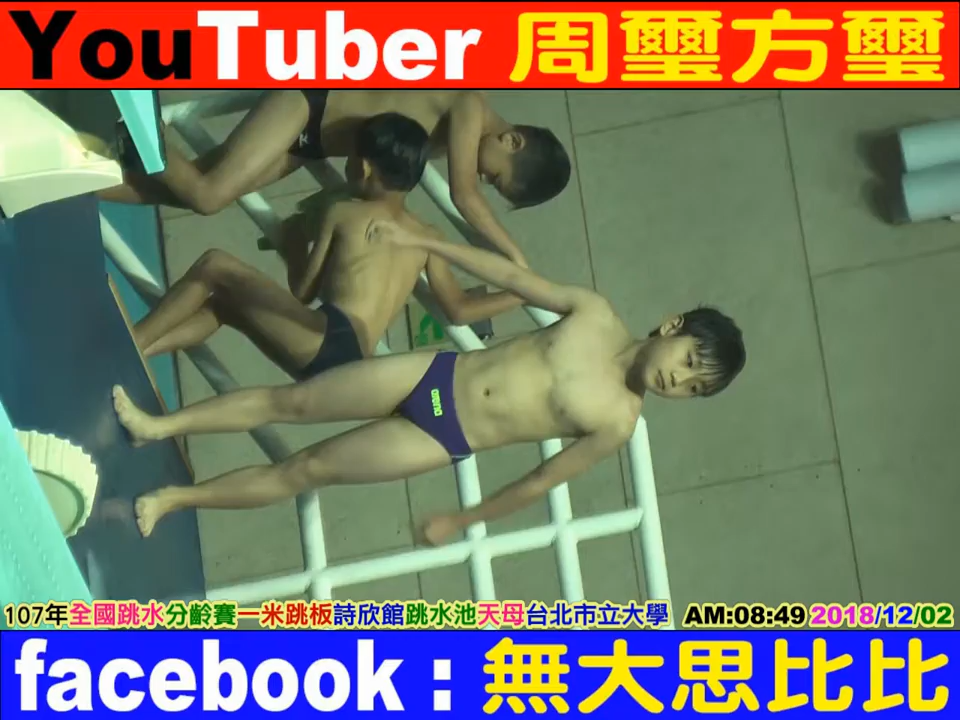 YouTuber 周璽方璽
107年全國跳水分齡賽一米跳板詩欣館跳水池天母台北市立大學 AM:08:49 2018/12/02
facebook : 無大思比比